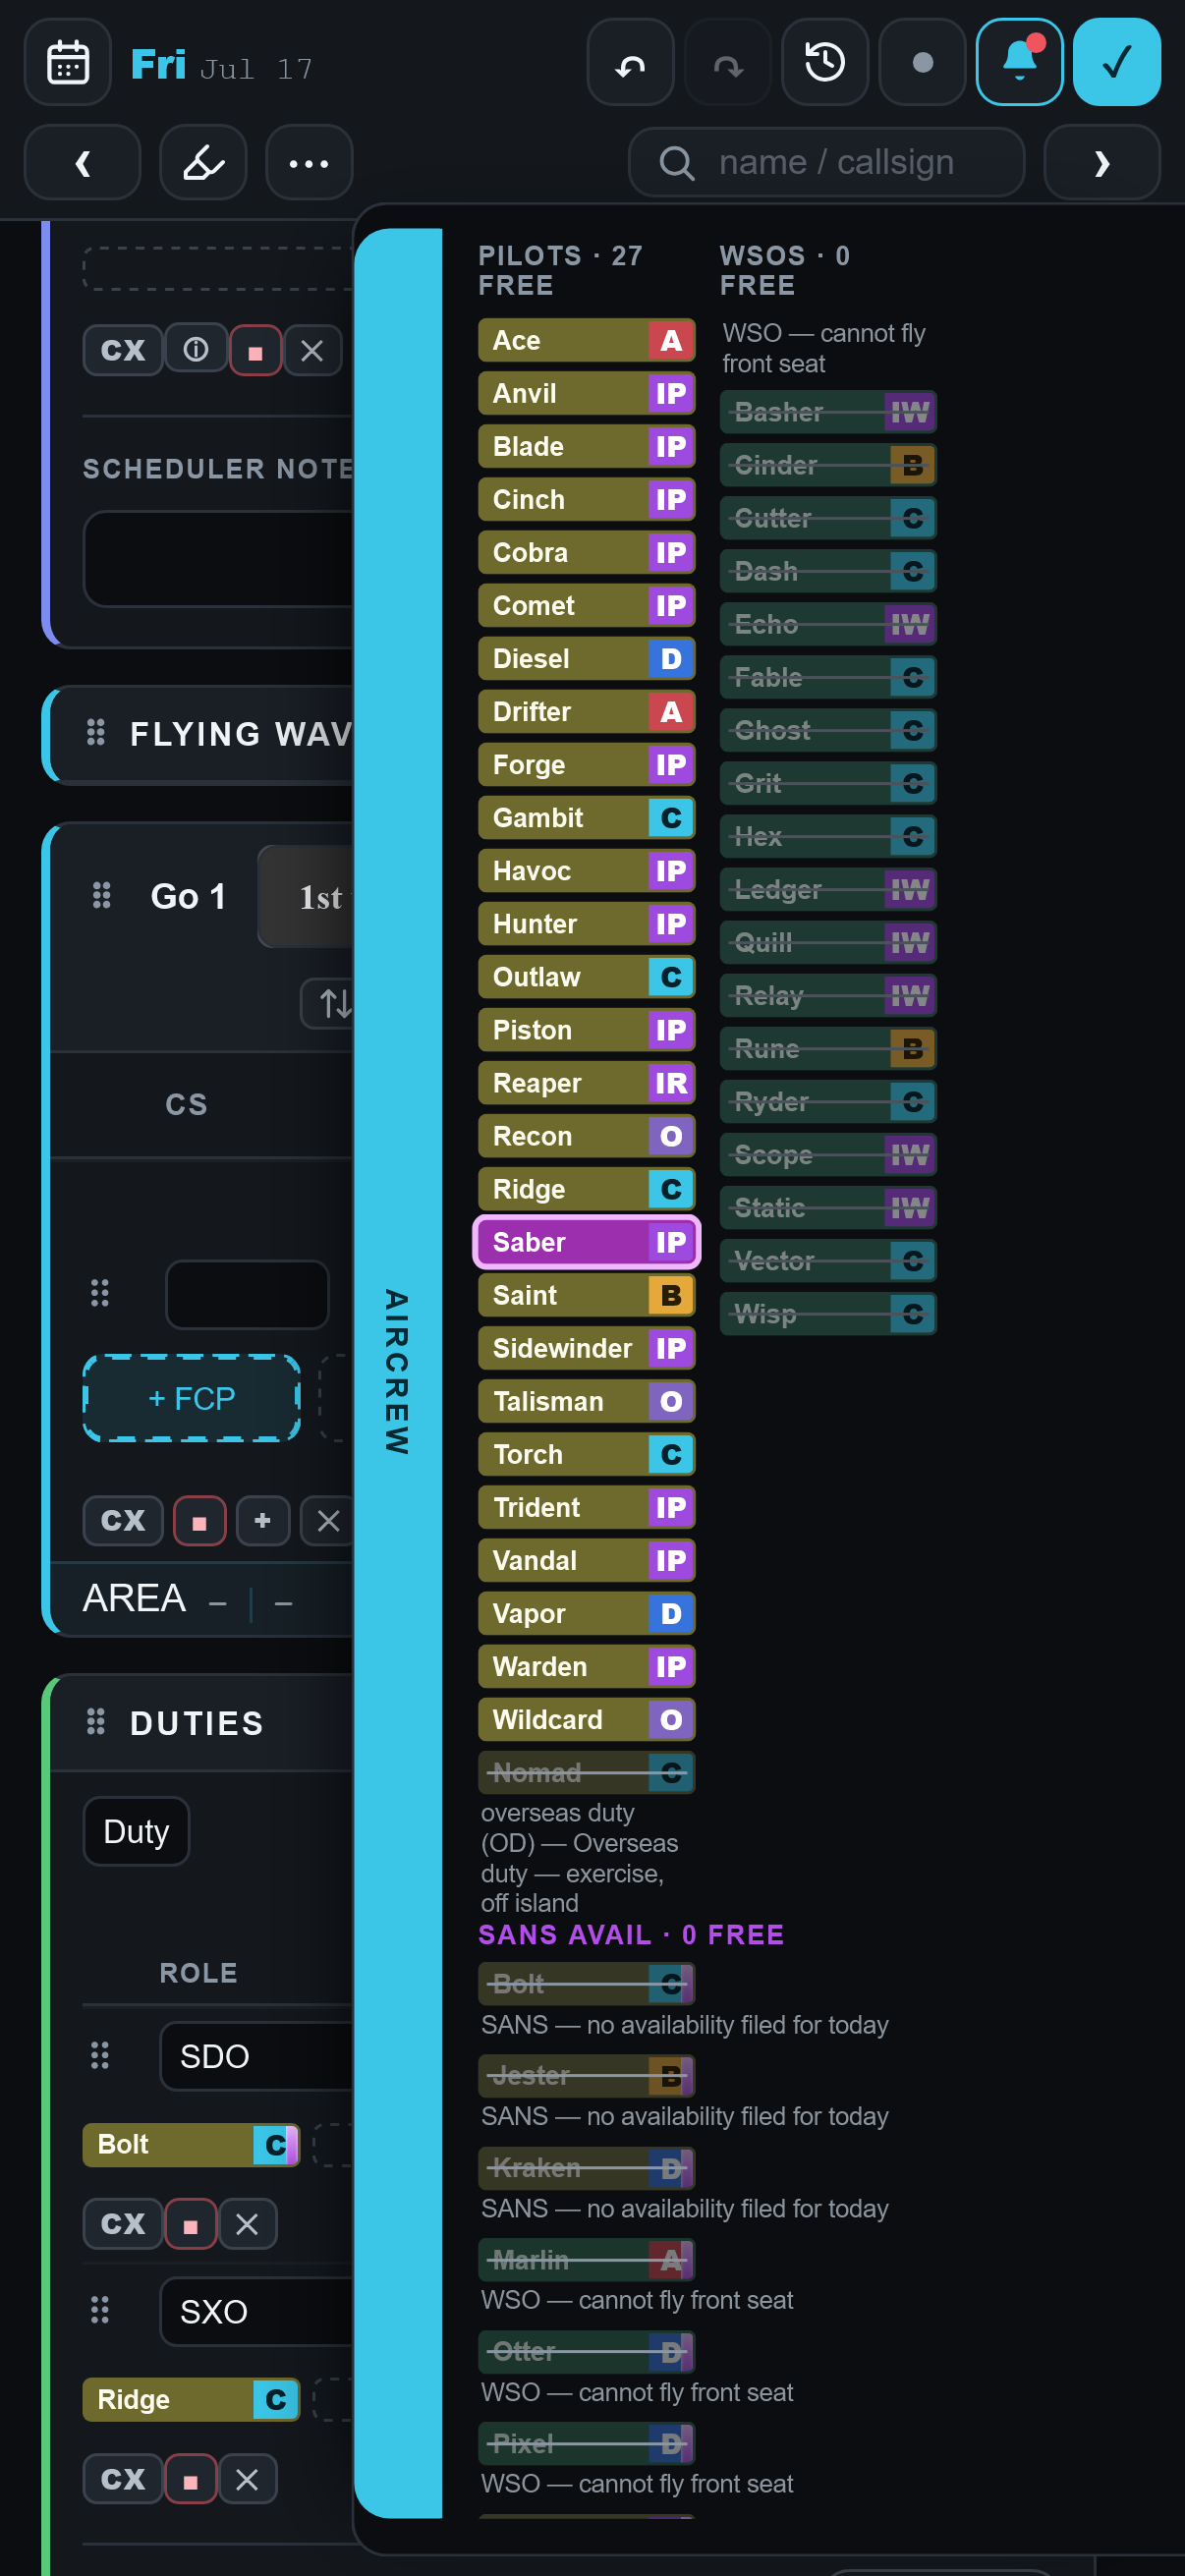 Fri Jul 17
name / callsign
CX
SCHEDULER NOTE
FLYING WAV
Go 1
1st
CS
+ FCP
CX
+
AREA – | –
DUTIES
Duty
ROLE
SDO
Bolt C
CX
SXO
Ridge C
CX
AIRCREW
PILOTS · 27
FREE
Ace A
Anvil IP
Blade IP
Cinch IP
Cobra IP
Comet IP
Diesel D
Drifter A
Forge IP
Gambit C
Havoc IP
Hunter IP
Outlaw C
Piston IP
Reaper IR
Recon O
Ridge C
Saber IP
Saint B
Sidewinder IP
Talisman O
Torch C
Trident IP
Vandal IP
Vapor D
Warden IP
Wildcard O
Nomad C
overseas duty
(OD) — Overseas
duty — exercise,
off island
WSOS · 0
FREE
WSO — cannot fly
front seat
Basher IW
Cinder B
Cutter C
Dash C
Echo IW
Fable C
Ghost C
Grit C
Hex C
Ledger IW
Quill IW
Relay IW
Rune B
Ryder C
Scope IW
Static IW
Vector C
Wisp C
SANS AVAIL · 0 FREE
Bolt C
SANS — no availability filed for today
Jester B
SANS — no availability filed for today
Kraken D
SANS — no availability filed for today
Marlin A
WSO — cannot fly front seat
Otter D
WSO — cannot fly front seat
Pixel D
WSO — cannot fly front seat